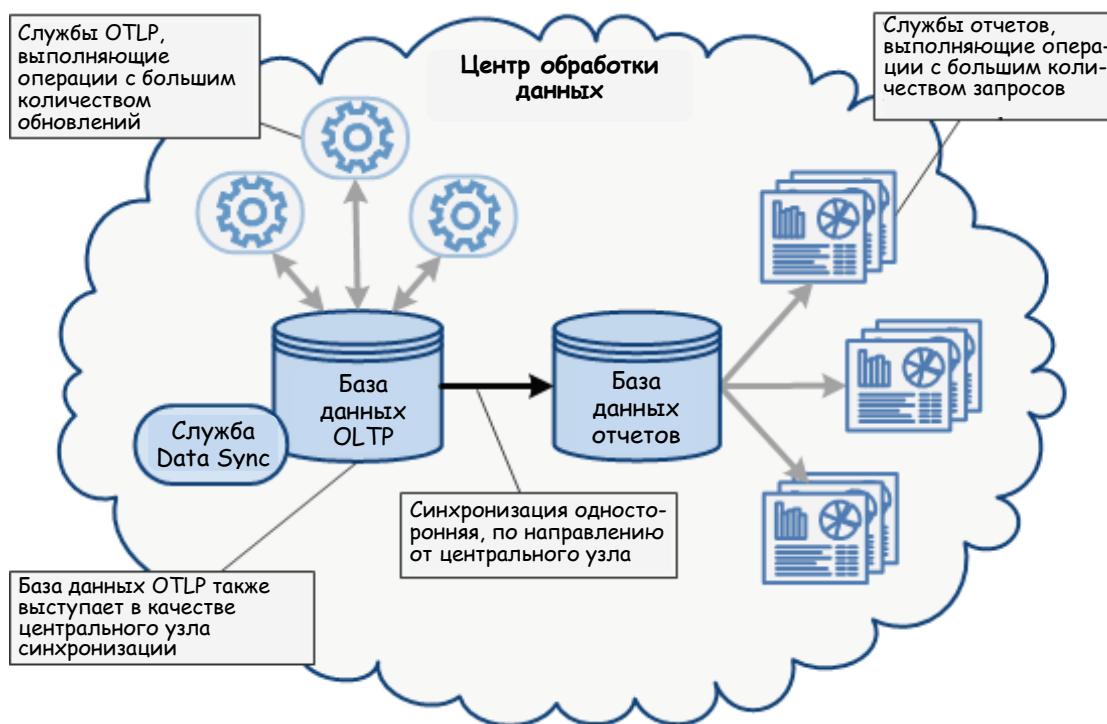 Службы OTLP,
выполняющие
операции с большим
количеством
обновлений
Центр обработки
данных
Службы отчетов,
выполняющие опера-
ции с большим коли-
чеством запросов
База
данных
OLTP
База
данных
отчетов
Служба
Data Sync
Синхронизация односто-
ронняя, по направлению
от центрального узла
База данных OTLP также
выступает в качестве
центрального узла
синхронизации